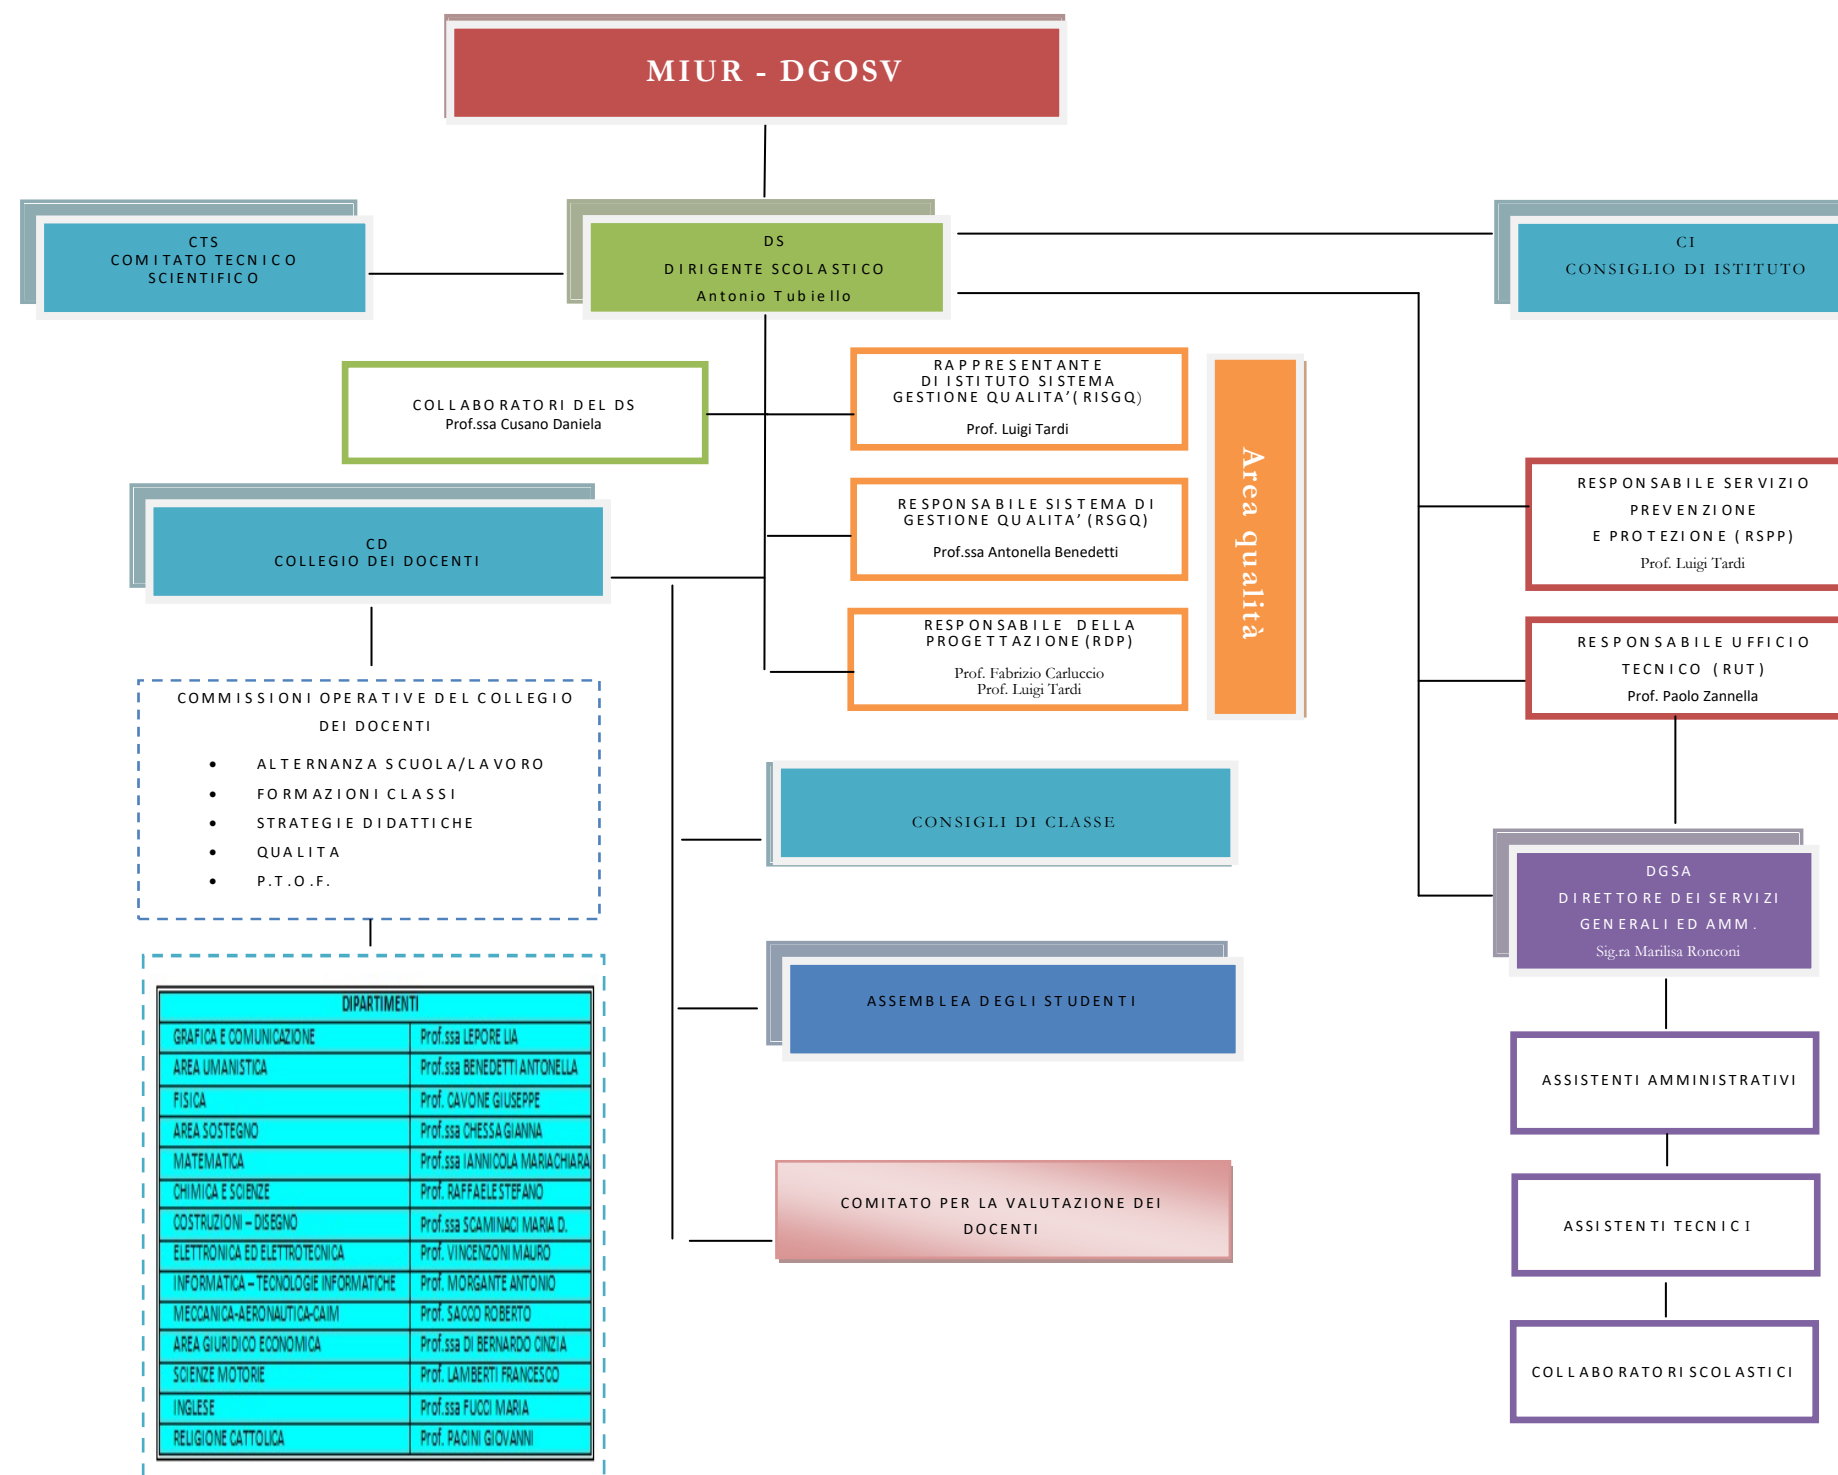 MIUR - DGOSV
CTS
COMITATO TECNICO
SCIENTIFICO
DS
DIRIGENTE SCOLASTICO
Antonio Tubiello
CI
CONSIGLIO DI ISTITUTO
COLLABORATORI DEL DS
Prof.ssa Cusano Daniela
RAPPRESENTANTE
DI ISTITUTO SISTEMA
GESTIONE QUALITA’(RISGQ)
Prof. Luigi Tardi
Area qualità
RESPONSABILE SISTEMA DI
GESTIONE QUALITA’ (RSGQ)
Prof.ssa Antonella Benedetti
RESPONSABILE SERVIZIO
PREVENZIONE
E PROTEZIONE (RSPP)
Prof. Luigi Tardi
CD
COLLEGIO DEI DOCENTI
RESPONSABILE DELLA
PROGETTAZIONE (RDP)
Prof. Fabrizio Carluccio
Prof. Luigi Tardi
RESPONSABILE UFFICIO
TECNICO (RUT)
Prof. Paolo Zannella
COMMISSIONI OPERATIVE DEL COLLEGIO
DEI DOCENTI
• ALTERNANZA SCUOLA/LAVORO
• FORMAZIONI CLASSI
• STRATEGIE DIDATTICHE
• QUALITA
• P.T.O.F.
CONSIGLI DI CLASSE
DGSA
DIRETTORE DEI SERVIZI
GENERALI ED AMM.
Sig.ra Marilisa Ronconi
ASSEMBLEA DEGLI STUDENTI
DIPARTIMENTI
GRAFICA E COMUNICAZIONE Prof.ssa LEPORE LIA
AREA UMANISTICA Prof.ssa BENEDETTI ANTONELLA
FISICA Prof. CAVONE GIUSEPPE
AREA SOSTEGNO Prof.ssa CHESSA GIANNA
MATEMATICA Prof.ssa IANNICOLA MARIACHIARA
CHIMICA E SCIENZE Prof. RAFFAELE STEFANO
COSTRUZIONI – DISEGNO Prof.ssa SCAMINACI MARIA D.
ELETTRONICA ED ELETTROTECNICA Prof. VINCENZONI MAURO
INFORMATICA – TECNOLOGIE INFORMATICHE Prof. MORGANTE ANTONIO
MECCANICA-AERONAUTICA-CAIM Prof. SACCO ROBERTO
AREA GIURIDICO ECONOMICA Prof.ssa DI BERNARDO CINZIA
SCIENZE MOTORIE Prof. LAMBERTI FRANCESCO
INGLESE Prof.ssa FUCCI MARIA
RELIGIONE CATTOLICA Prof. PACINI GIOVANNI
COMITATO PER LA VALUTAZIONE DEI
DOCENTI
ASSISTENTI AMMINISTRATIVI
ASSISTENTI TECNICI
COLLABORATORI SCOLASTICI